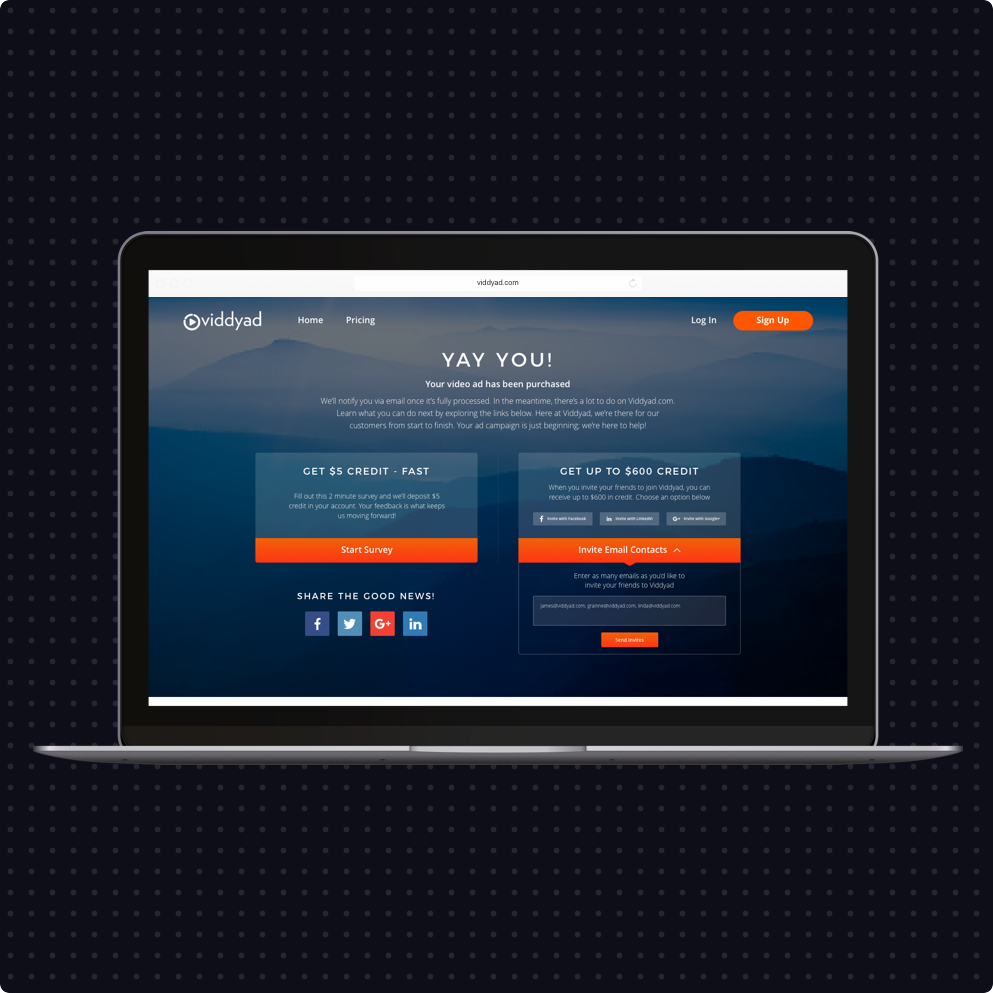 viddyad.com
viddyad
Home
Pricing
Log In
Sign Up
YAY YOU!
Your video ad has been purchased
We'll notify you via email once it's fully processed. In the meantime, there's a lot to do on Viddyad.com.
Learn what you can do next by exploring the links below. Here at Viddyad, we're there for our
customers from start to finish. Your ad campaign is just beginning; we're here to help!
GET $5 CREDIT - FAST
Fill out this 2 minute survey and we'll deposit $5
credit in your account. Your feedback is what keeps
us moving forward!
Start Survey
SHARE THE GOOD NEWS!
f
G+
in
GET UP TO $600 CREDIT
When you invite your friends to join Viddyad, you can
receive up to $600 in credit. Choose an option below
f Invite with Facebook
in Invite with LinkedIn
G+ Invite with Google+
Invite Email Contacts
Enter as many emails as you'd like to
invite your friends to Viddyad
james@viddyad.com, grainne@viddyad.com, linda@viddyad.com
Send Invites